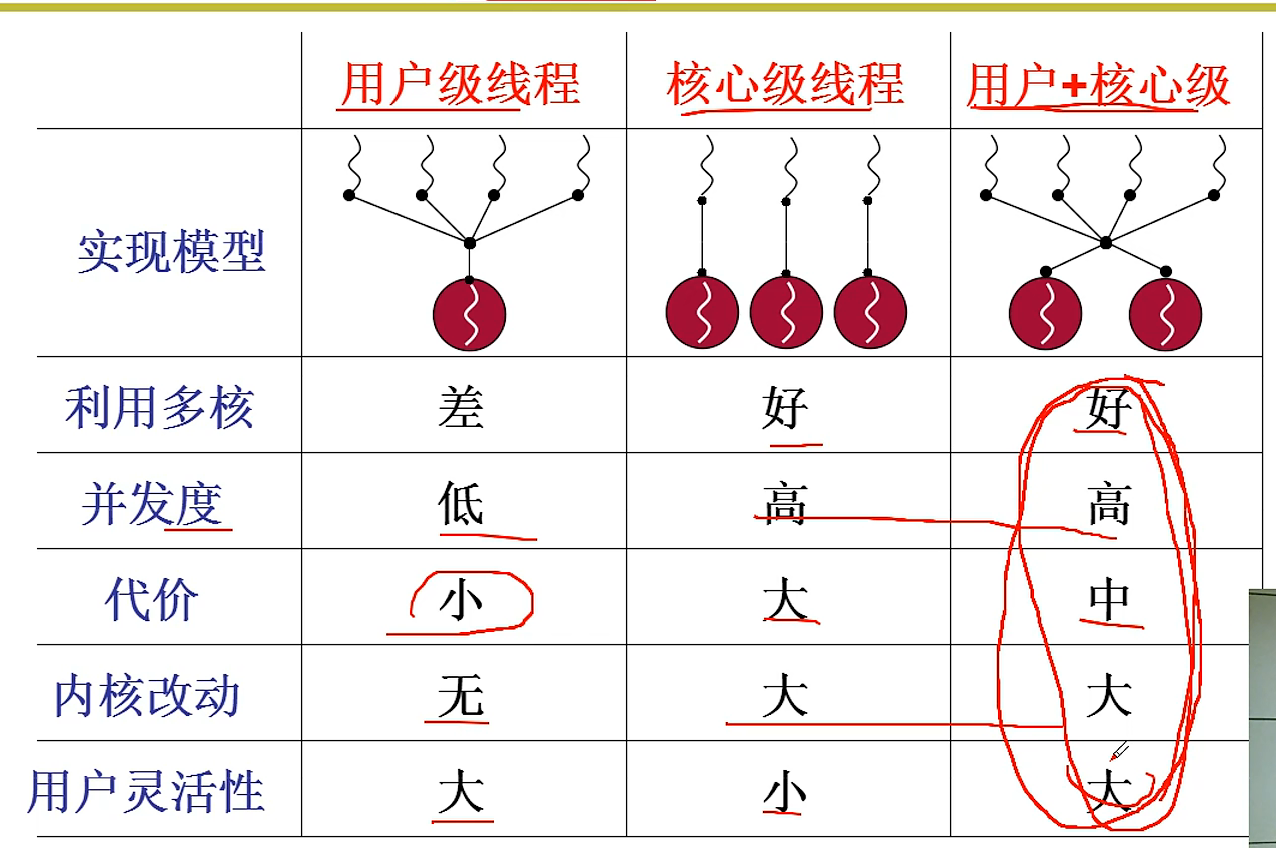 用户级线程 核心级线程 用户+核心级
实现模型
利用多核 差 好 好
并发度 低 高 高
代价 小 大 中
内核改动 无 大 大
用户灵活性 大 小 大